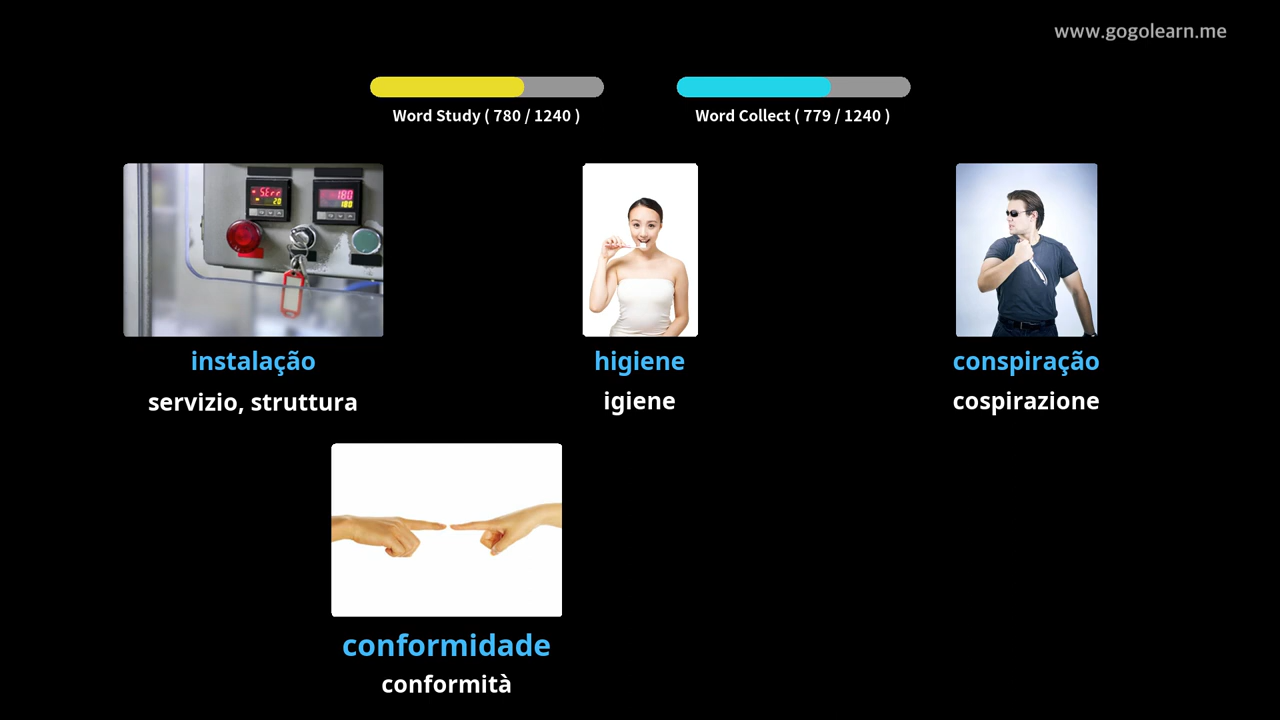 www.gogolearn.me
Word Study ( 780 / 1240 )
Word Collect ( 779 / 1240 )
instalação
servizio, struttura
higiene
igiene
conspiração
cospirazione
conformidade
conformità